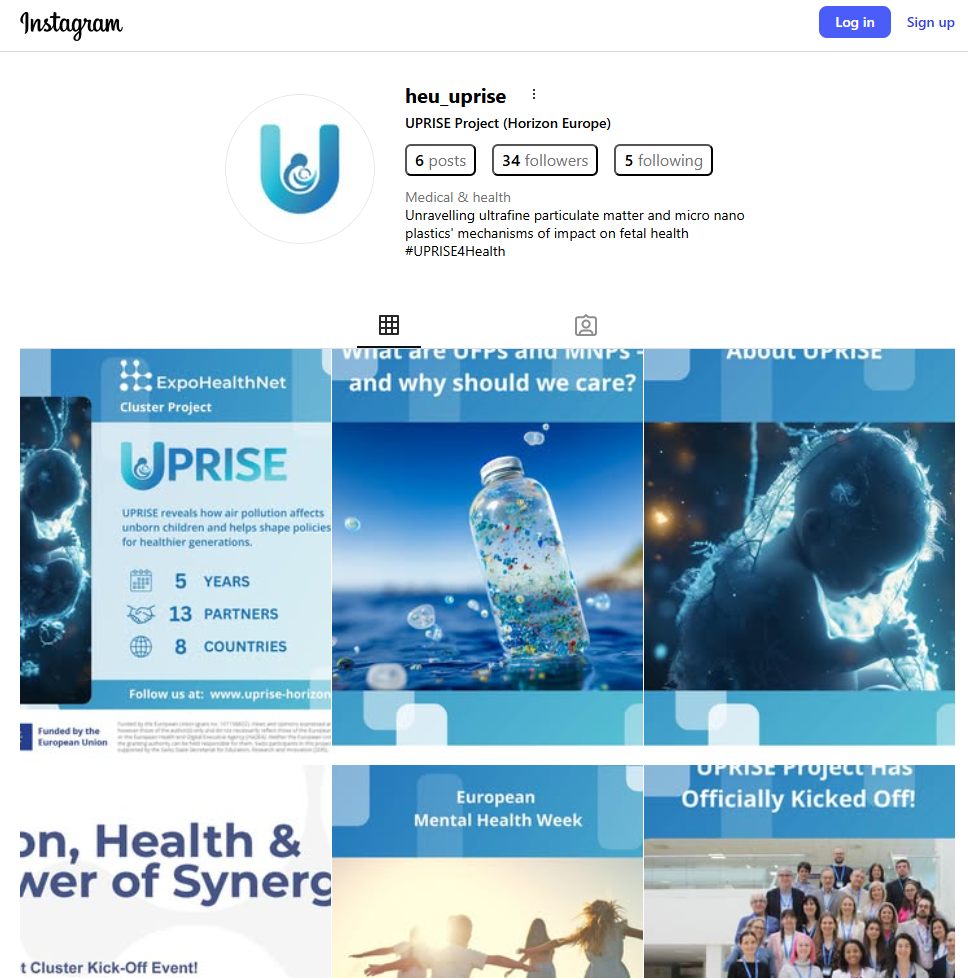 Instagram
Log in
Sign up
heu_uprise
UPRISE Project (Horizon Europe)
6 posts
34 followers
5 following
Medical & health
Unravelling ultrafine particulate matter and micro nano
plastics' mechanisms of impact on fetal health
#UPRISE4Health
ExpoHealthNet
Cluster Project
UPRISE
UPRISE reveals how air pollution affects
unborn children and helps shape policies
for healthier generations.
5 YEARS
13 PARTNERS
8 COUNTRIES
Follow us at: www.uprise-horizon
Funded by the
European Union
What are UFPs and MNPs -
and why should we care?
About UPRISE
on, Health &
wer of Synerg
t Cluster Kick-Off Event!
European
Mental Health Week
UPRISE Project Has
Officially Kicked Off!